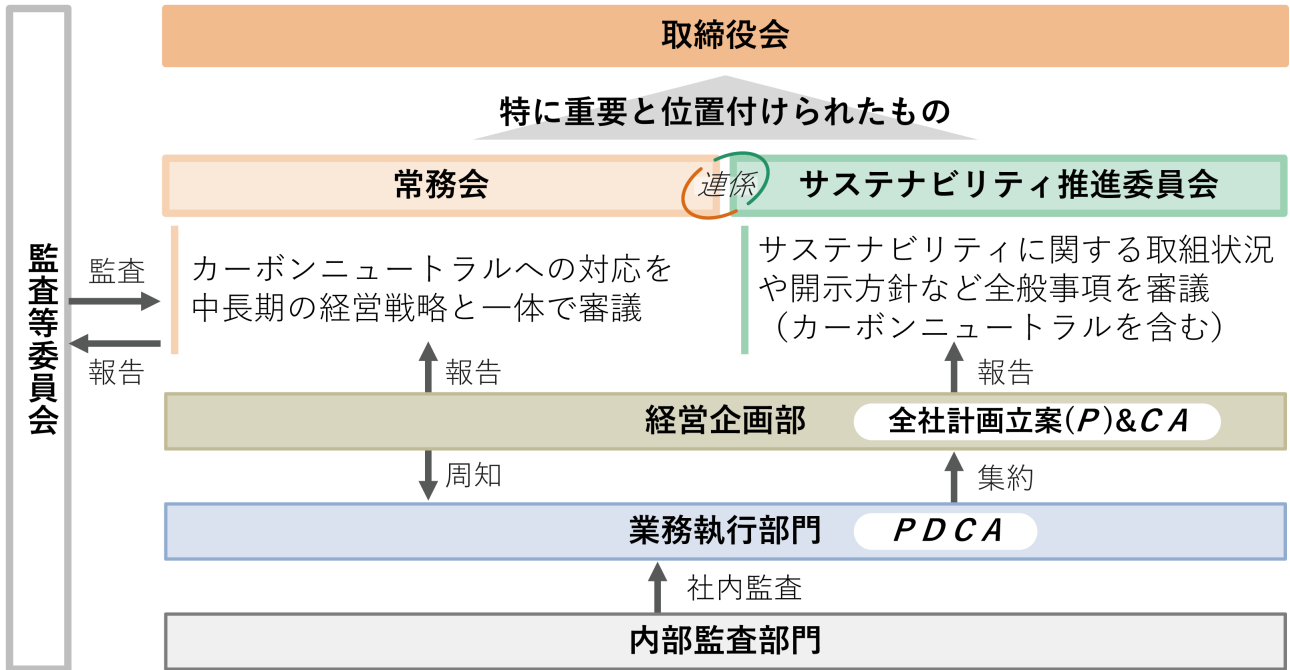 取締役会
特に重要と位置付けられたもの
常務会
連係
サステナビリティ推進委員会
監査等委員会
監査
報告
カーボンニュートラルへの対応を
中長期の経営戦略と一体で審議
サステナビリティに関する取組状況
や開示方針など全般事項を審議
（カーボンニュートラルを含む）
報告
報告
経営企画部
全社計画立案(P)&CA
周知
集約
業務執行部門
PDCA
社内監査
内部監査部門